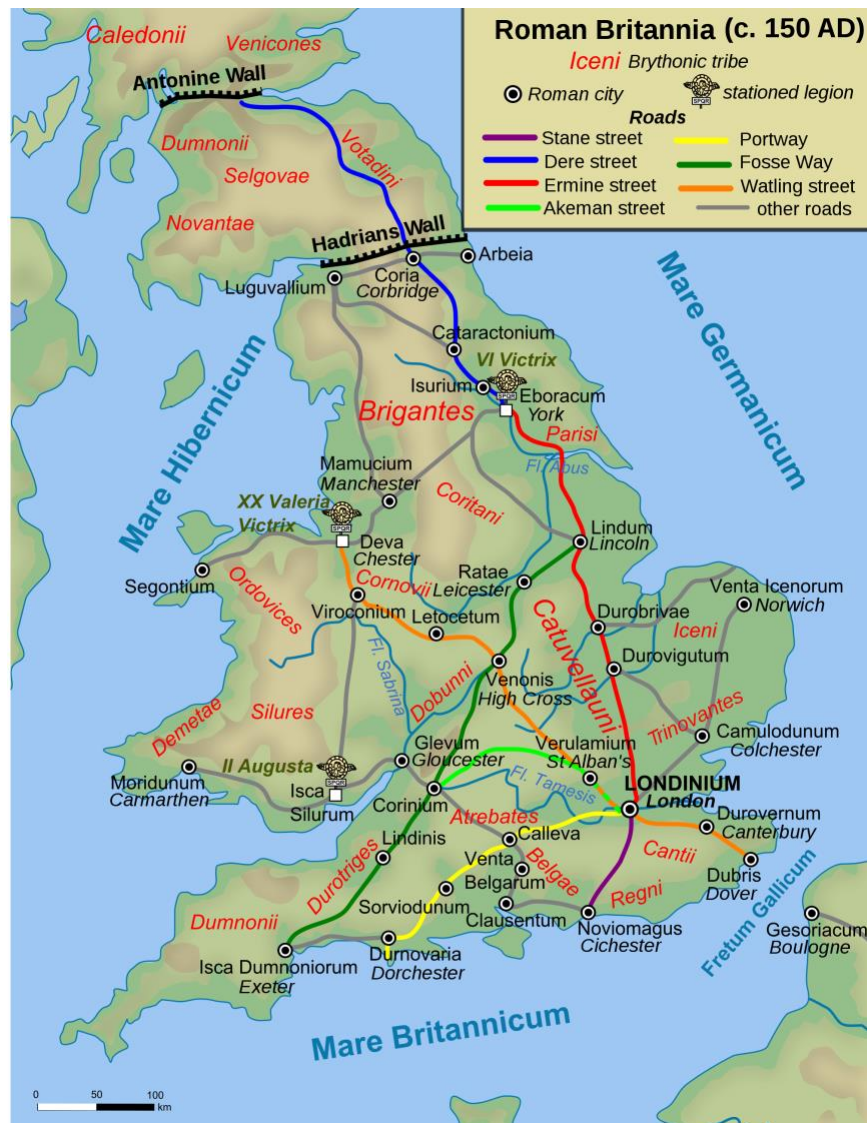 Roman Britannia (c. 150 AD)
Iceni Brythonic tribe
Roman city
SPQR
stationed legion
Roads
Stane street
Portway
Dere street
Fosse Way
Ermine street
Watling street
Akeman street
other roads
Caledonii
Venicones
Antonine Wall
Dumnonii
Votadini
Selgovae
Novantae
Hadrians Wall
Arbeia
Luguvallium
Coria
Corbridge
Mare Germanicum
Mare Hibernicum
Cataractonium
VI Victrix
SPQR
Isurium
Eboracum
York
Brigantes
Parisi
Fl. Abus
Mamucium
Manchester
Coritani
XX Valeria
Victrix
SPQR
Lindum
Lincoln
Deva
Chester
Segontium
Ordovices
Cornovii
Ratae
Leicester
Venta Icenorum
Norwich
Viroconium
Letocetum
Catuvellauni
Durobrivae
Iceni
Durovigutum
Fl. Sabrina
Dobunni
Venonis
High Cross
Demetae
Silures
Trinovantes
Camulodunum
Colchester
Glevum
Gloucester
Verulamium
St Alban's
II Augusta
SPQR
Moridunum
Carmarthen
Isca
Silurum
Corinium
Fl. Tamesis
LONDINIUM
London
Atrebates
Durovernum
Canterbury
Calleva
Lindinis
Venta
Belgarum
Belgae
Cantii
Dubris
Dover
Durotriges
Sorviodunum
Regni
Clausentum
Noviomagus
Cichester
Fretum Gallicum
Gesoriacum
Boulogne
Dumnonii
Isca Dumnoniorum
Exeter
Durnovaria
Dorchester
Mare Britannicum
0 50 100
km